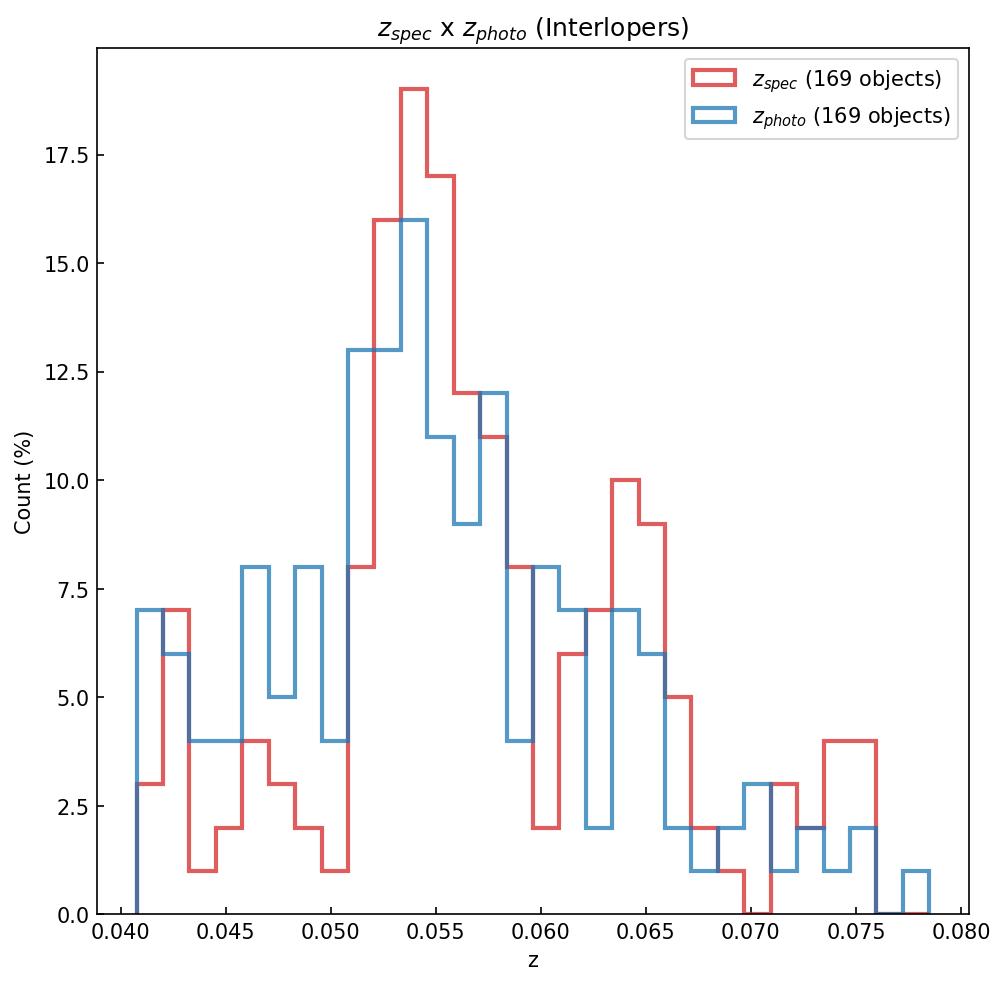 z_spec x z_photo (Interlopers)
z_spec (169 objects)
z_photo (169 objects)
Count (%)
17.5
15.0
12.5
10.0
7.5
5.0
2.5
0.0
0.040 0.045 0.050 0.055 0.060 0.065 0.070 0.075 0.080
z